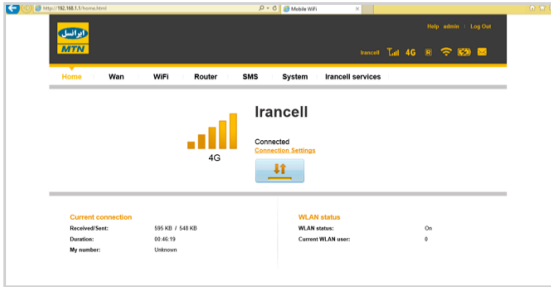 http://192.168.1.1/home.html
Mobile WiFi
ایرانسل
MTN
Help admin Log Out
Irancell 4G R
Home Wan WiFi Router SMS System Irancell services
Irancell
Connected
Connection Settings
4G
Current connection
Received/Sent: 595 KB / 548 KB
Duration: 00:46:19
My number: Unknown
WLAN status
WLAN status: On
Current WLAN user: 0